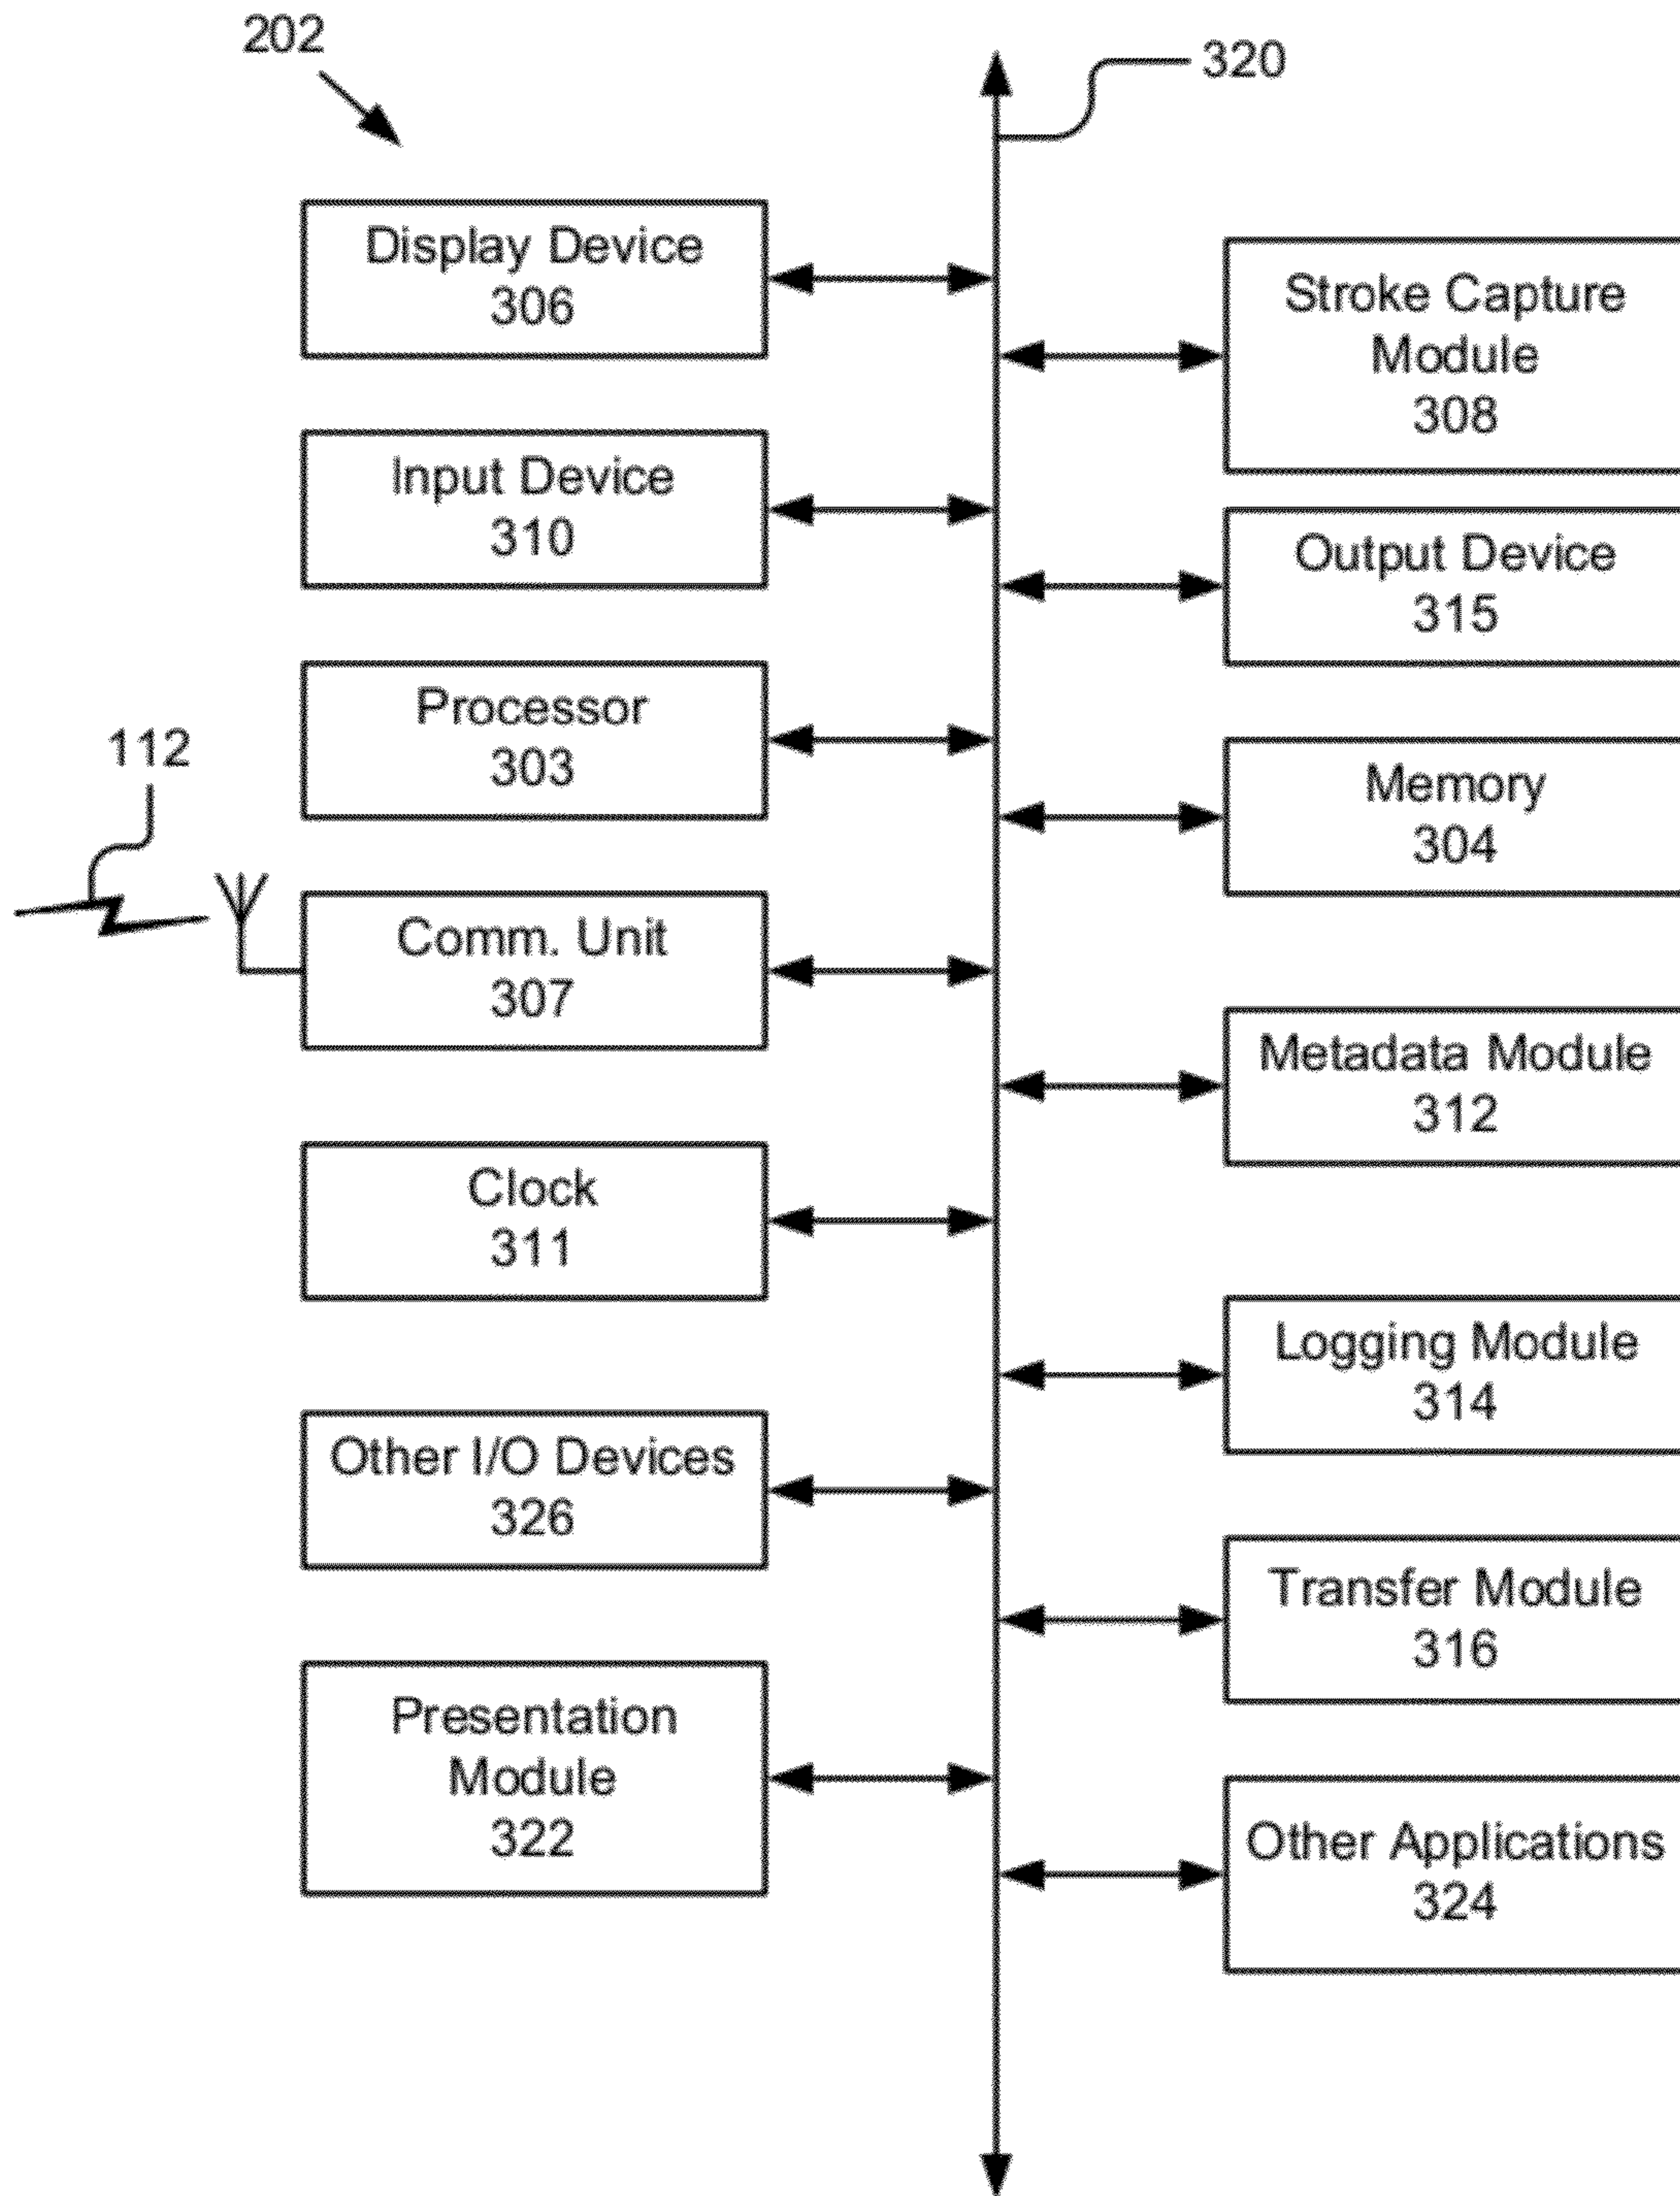 202
320
Display Device
306
Stroke Capture
Module
308
Input Device
310
Output Device
315
Processor
303
112
Memory
304
Comm. Unit
307
Metadata Module
312
Clock
311
Logging Module
314
Other I/O Devices
326
Transfer Module
316
Presentation
Module
322
Other Applications
324